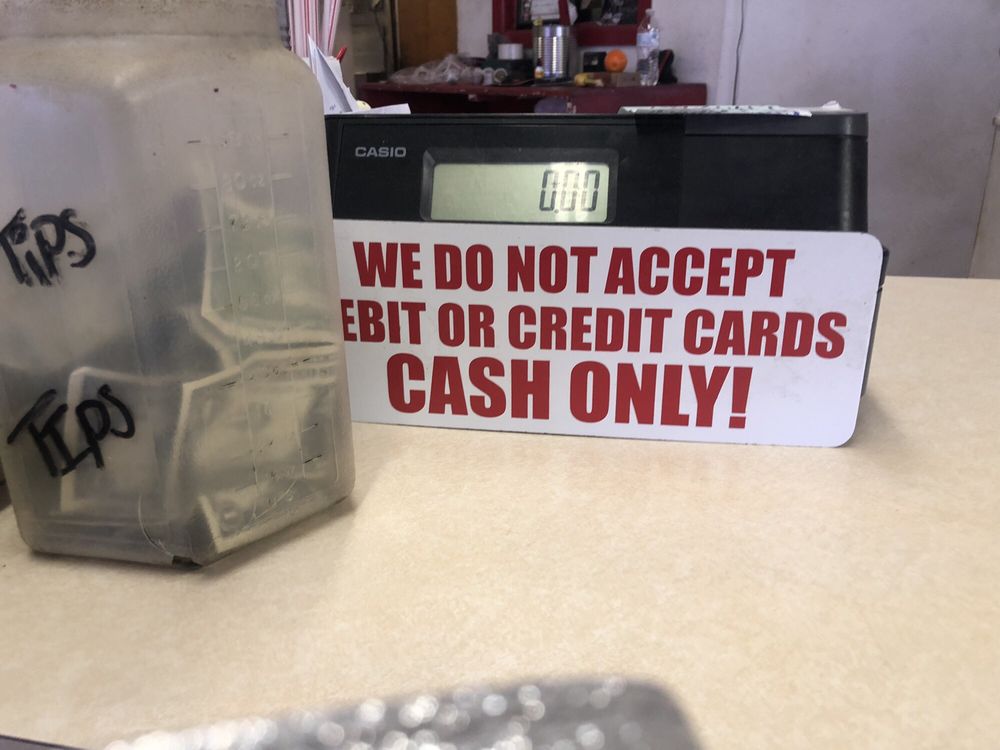 CASIO
0.00
WE DO NOT ACCEPT
EBIT OR CREDIT CARDS
CASH ONLY!
Tips
Tips